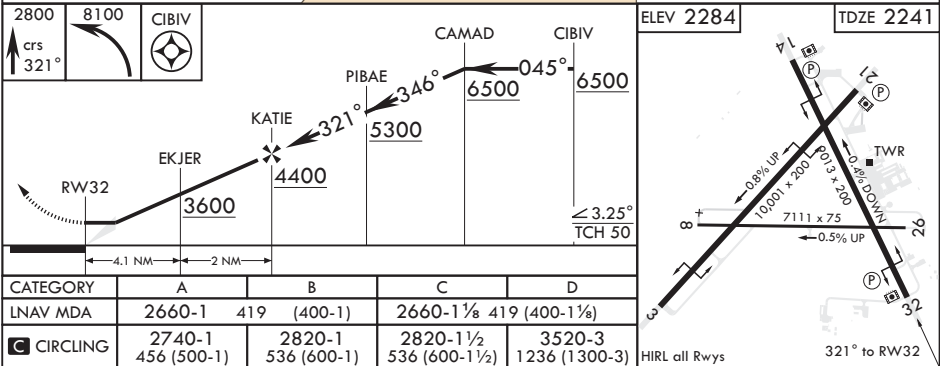 2800
crs
321°
8100
CIBIV
CAMAD
CIBIV
PIBAE
KATIE
EKJER
RW32
321°
346°
045°
6500
6500
5300
4400
3600
3.25°
TCH 50
4.1 NM
2 NM
CATEGORY A B C D
LNAV MDA 2660-1 419 (400-1) 2660-1⅛ 419 (400-1⅛)
C CIRCLING 2740-1 456 (500-1) 2820-1 536 (600-1) 2820-1½ 536 (600-1½) 3520-3 1236 (1300-3)
ELEV 2284
TDZE 2241
14
P
21
P
TWR
0.8% UP
10,001 x 200
9013 x 200
0.4% DOWN
8
7111 x 75
26
0.5% UP
P
3
32
HIRL all Rwys
321° to RW32